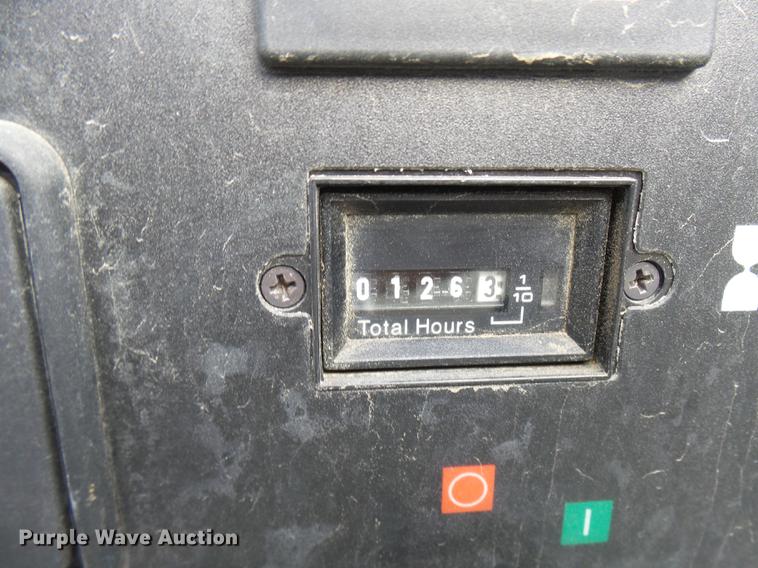 0 1 2 6 3 1/10
Total Hours
I
Purple Wave Auction